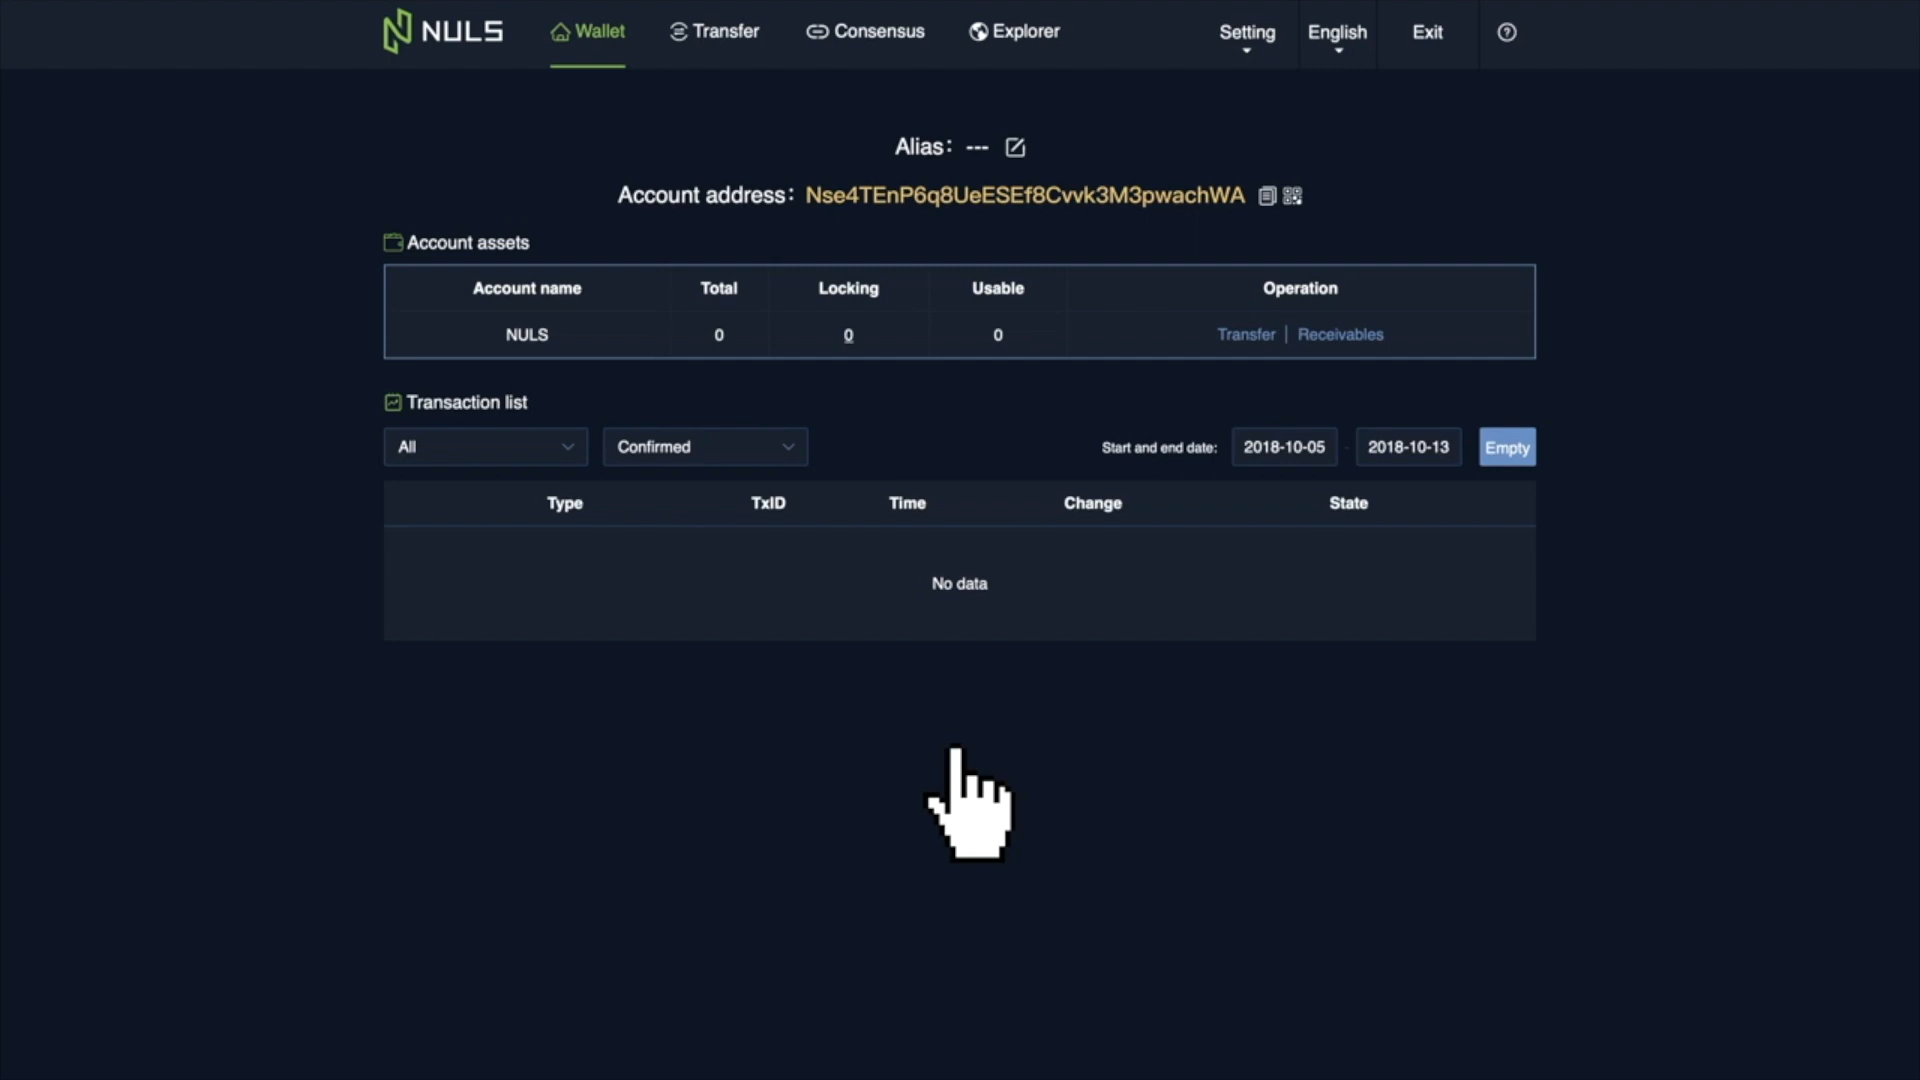 NULS Wallet Transfer Consensus Explorer Setting English Exit
Alias: ---
Account address: Nse4TEnP6q8UeESEf8Cvvk3M3pwachWA
Account assets
Account name Total Locking Usable Operation
NULS 0 0 0 Transfer | Receivables
Transaction list
All Confirmed Start and end date: 2018-10-05 - 2018-10-13 Empty
Type TxID Time Change State
No data